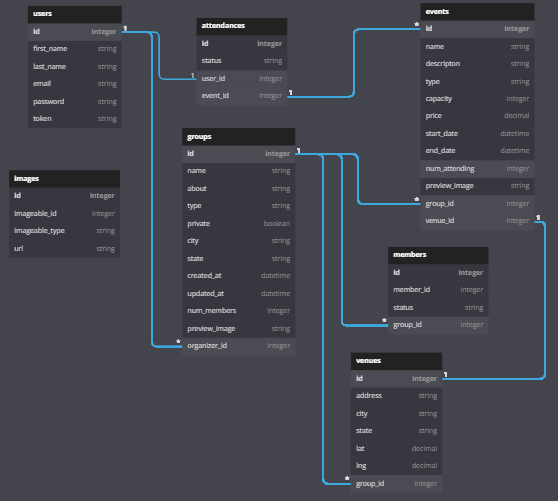 users
id integer
first_name string
last_name string
email string
password string
token string
images
id integer
imageable_id integer
imageable_type string
url string
attendances
id integer
status string
user_id integer
event_id integer
groups
id integer
name string
about string
type string
private boolean
city string
state string
created_at datetime
updated_at datetime
num_members integer
preview_image string
organizer_id integer
events
id integer
name string
descripton string
type string
capacity integer
price decimal
start_date datetime
end_date datetime
num_attending integer
preview_image string
group_id integer
venue_id integer
members
id integer
member_id integer
status string
group_id integer
venues
id integer
address string
city string
state string
lat decimal
lng decimal
group_id integer
1
1
1
*
*
1
*
*
*
1
1